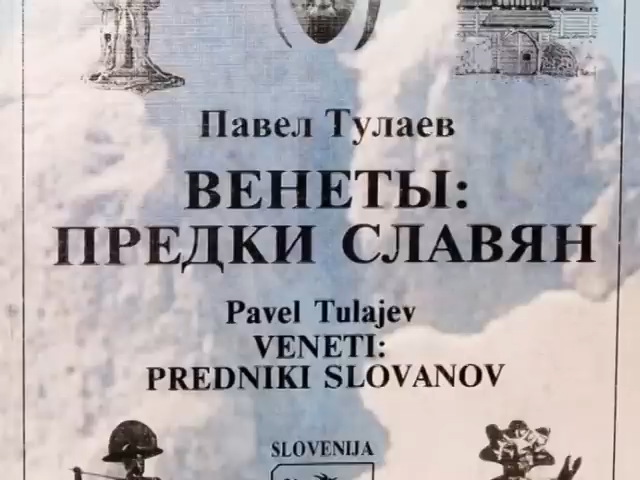 Павел Тулаев
ВЕНЕТЫ:
ПРЕДКИ СЛАВЯН
Pavel Tulajev
VENETI:
PREDNIKI SLOVANOV
SLOVENIJA